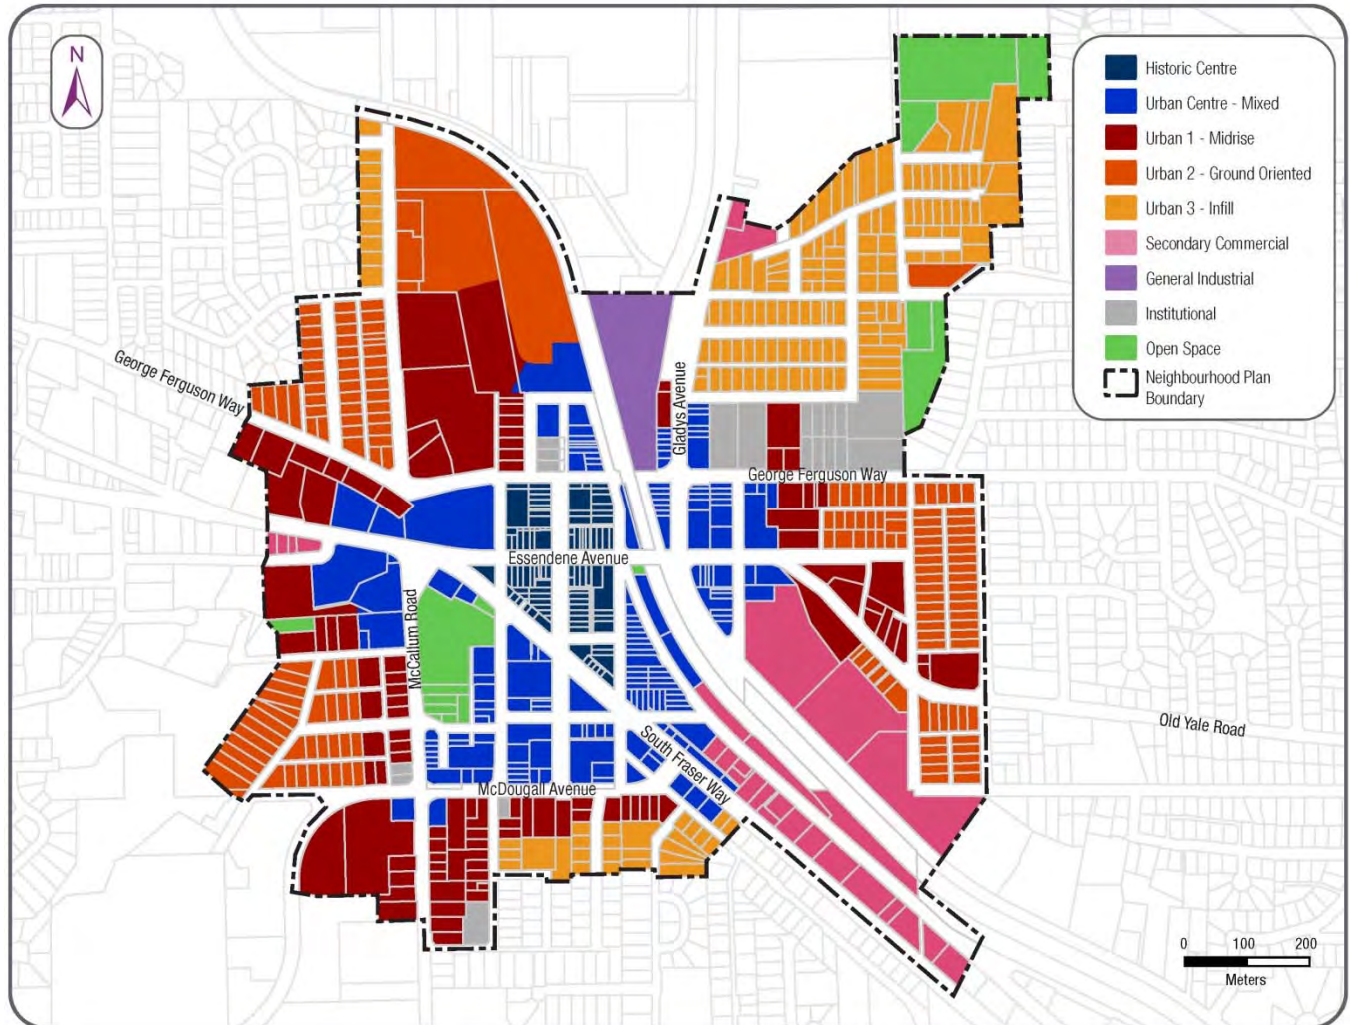 N
Historic Centre
Urban Centre - Mixed
Urban 1 - Midrise
Urban 2 - Ground Oriented
Urban 3 - Infill
Secondary Commercial
General Industrial
Institutional
Open Space
Neighbourhood Plan
Boundary
George Ferguson Way
Gladys Avenue
George Ferguson Way
Essendene Avenue
McCallum Road
Old Yale Road
South Fraser Way
McDougall Avenue
0 100 200
Meters